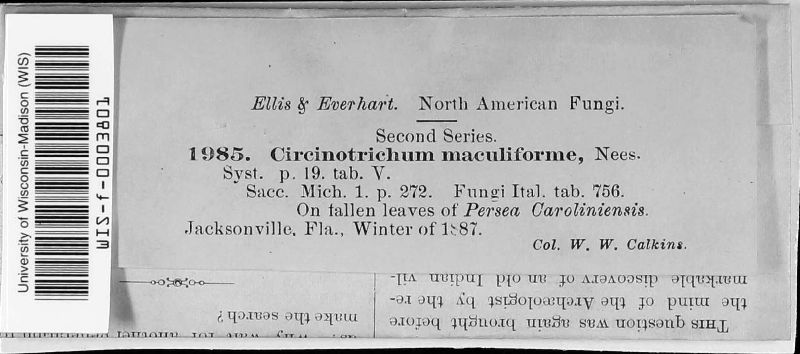 University of Wisconsin-Madison (WIS)
WIS-f-0003801
Ellis & Everhart. North American Fungi.
Second Series.
1985. Circinotrichum maculiforme, Nees.
Syst. p. 19. tab. V.
Sacc. Mich. 1. p. 272. Fungi Ital. tab. 756.
On fallen leaves of Persea Caroliniensis.
Jacksonville, Fla., Winter of 1887.
Col. W. W. Calkins.
THIS question was again brought before
the mind of the Archæologist by the re-
markable discovery of an old Indian vil-
make the search?